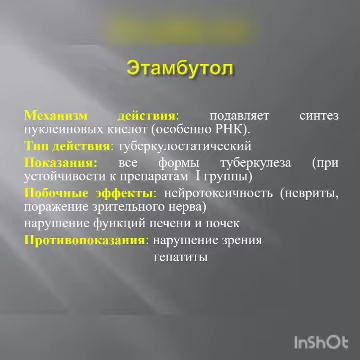 Этамбутол
Механизм действия: подавляет синтез
нуклеиновых кислот (особенно РНК).
Тип действия: туберкулостатический
Показания: все формы туберкулеза (при
устойчивости к препаратам I группы)
Побочные эффекты: нейротоксичность (невриты,
поражение зрительного нерва)
нарушение функций печени и почек
Противопоказания: нарушение зрения
гепатиты
InShOt